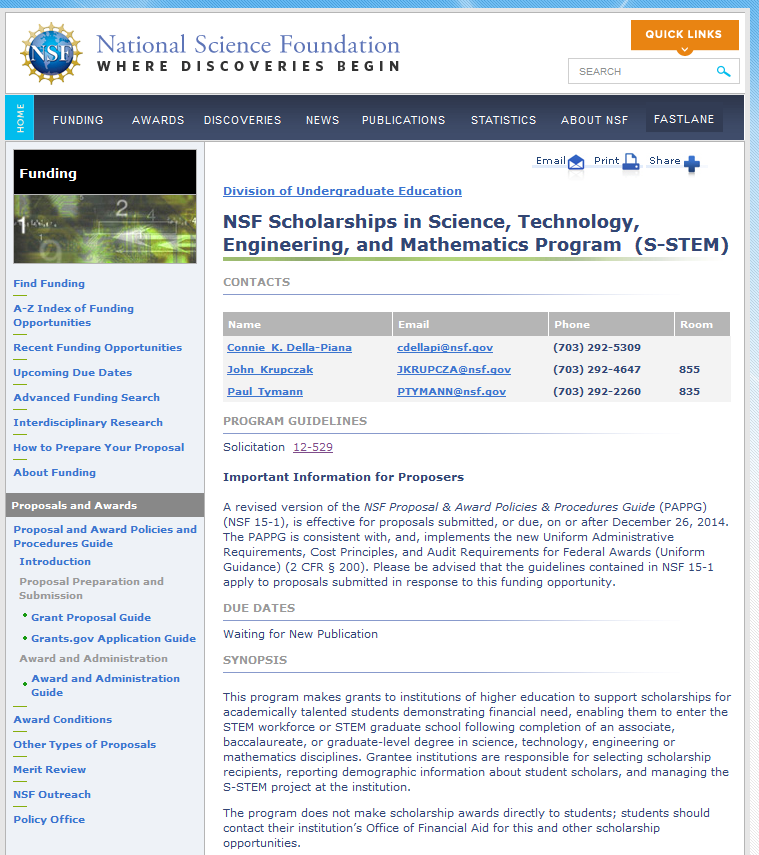 NSF
National Science Foundation
WHERE DISCOVERIES BEGIN
QUICK LINKS
SEARCH
HOME
FUNDING AWARDS DISCOVERIES NEWS PUBLICATIONS STATISTICS ABOUT NSF FASTLANE
Funding
Find Funding
A-Z Index of Funding
Opportunities
Recent Funding Opportunities
Upcoming Due Dates
Advanced Funding Search
Interdisciplinary Research
How to Prepare Your Proposal
About Funding
Proposals and Awards
Proposal and Award Policies and
Procedures Guide
Introduction
Proposal Preparation and
Submission
Grant Proposal Guide
Grants.gov Application Guide
Award and Administration
Award and Administration
Guide
Award Conditions
Other Types of Proposals
Merit Review
NSF Outreach
Policy Office
Email Print Share
Division of Undergraduate Education
NSF Scholarships in Science, Technology,
Engineering, and Mathematics Program (S-STEM)
CONTACTS
Name Email Phone Room
Connie K. Della-Piana cdellapi@nsf.gov (703) 292-5309
John Krupczak JKRUPCZA@nsf.gov (703) 292-4647 855
Paul Tymann PTYMANN@nsf.gov (703) 292-2260 835
PROGRAM GUIDELINES
Solicitation 12-529
Important Information for Proposers
A revised version of the NSF Proposal & Award Policies & Procedures Guide (PAPPG)
(NSF 15-1), is effective for proposals submitted, or due, on or after December 26, 2014.
The PAPPG is consistent with, and, implements the new Uniform Administrative
Requirements, Cost Principles, and Audit Requirements for Federal Awards (Uniform
Guidance) (2 CFR § 200). Please be advised that the guidelines contained in NSF 15-1
apply to proposals submitted in response to this funding opportunity.
DUE DATES
Waiting for New Publication
SYNOPSIS
This program makes grants to institutions of higher education to support scholarships for
academically talented students demonstrating financial need, enabling them to enter the
STEM workforce or STEM graduate school following completion of an associate,
baccalaureate, or graduate-level degree in science, technology, engineering or
mathematics disciplines. Grantee institutions are responsible for selecting scholarship
recipients, reporting demographic information about student scholars, and managing the
S-STEM project at the institution.
The program does not make scholarship awards directly to students; students should
contact their institution's Office of Financial Aid for this and other scholarship
opportunities.